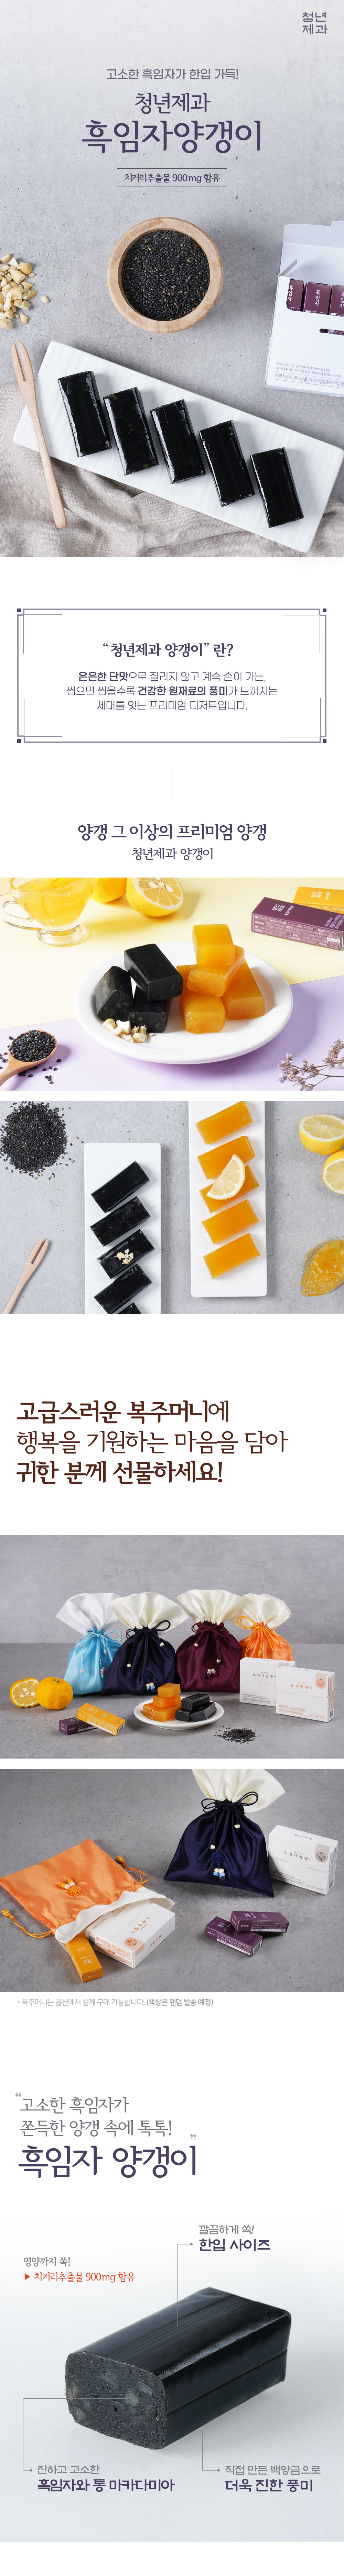 청년
제과
고소한 흑임자가 한입 가득!
청년제과
흑임자양갱이
치커리추출물 900mg 함유
흑임자
“청년제과 양갱이”란?
은은한 단맛으로 질리지 않고 계속 손이 가는,
씹으면 씹을수록 건강한 원재료의 풍미가 느껴지는
세대를 잇는 프리미엄 디저트입니다.
양갱 그 이상의 프리미엄 양갱
청년제과 양갱이
고급스러운 복주머니에
행복을 기원하는 마음을 담아
귀한 분께 선물하세요!
* 복주머니는 옵션에서 함께 구매 가능합니다. (색상은 랜덤 발송 예정)
“고소한 흑임자가
쫀득한 양갱 속에 톡톡!”
흑임자 양갱이
깔끔하게 쏙!
한입 사이즈
영양까지 쏙!
▶ 치커리추출물 900mg 함유
진하고 고소한
흑임자와 통 마카다미아
직접 만든 백앙금으로
더욱 진한 풍미